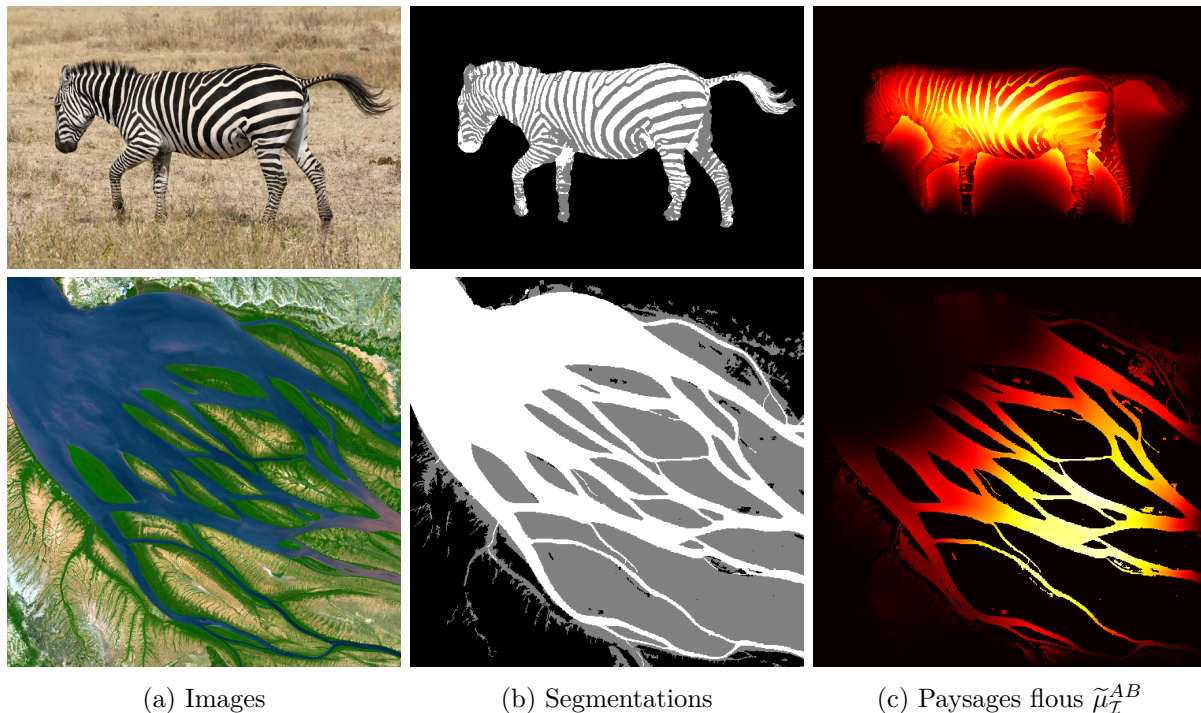 (a) Images
(b) Segmentations
(c) Paysages flous $\widetilde{\mu}_{\mathcal{I}}^{AB}$